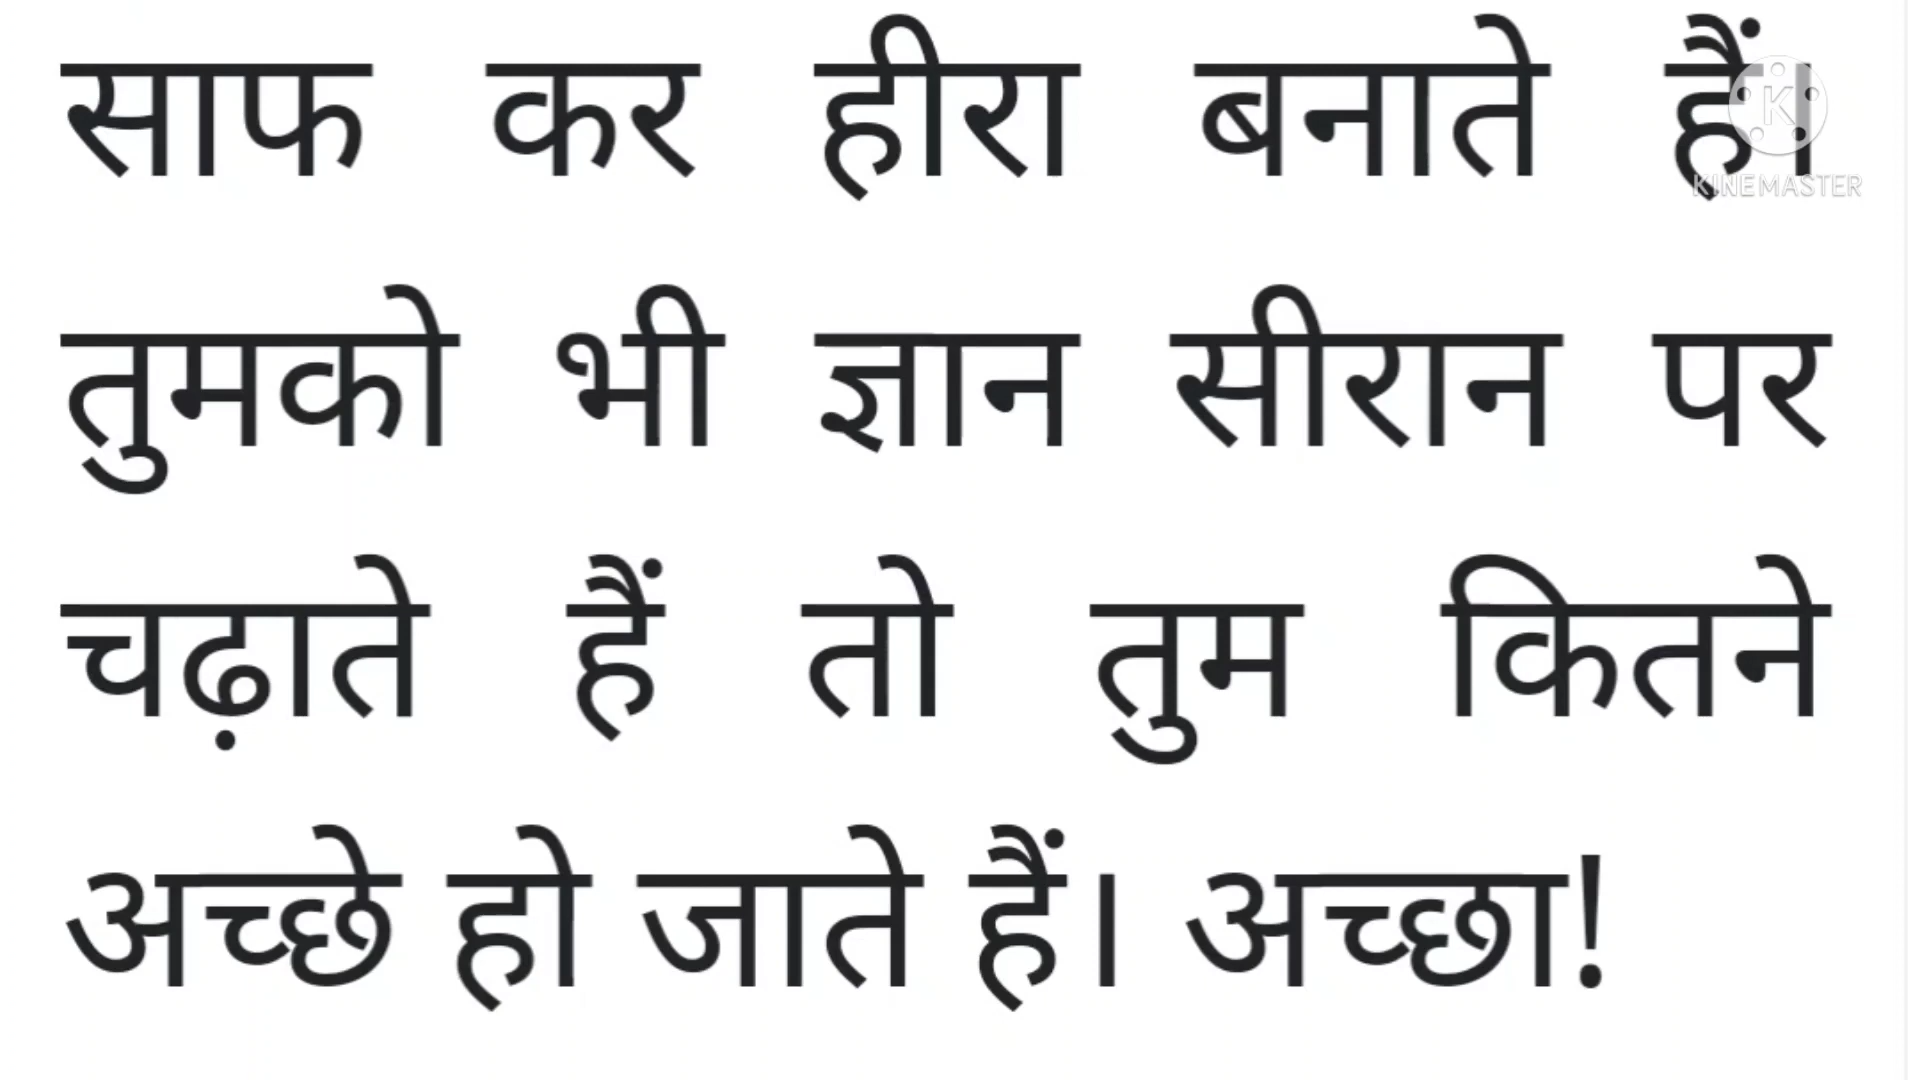 साफ कर हीरा बनाते हैं।
KINEMASTER
तुमको भी ज्ञान सीरान पर
चढ़ाते हैं तो तुम कितने
अच्छे हो जाते हैं। अच्छा!